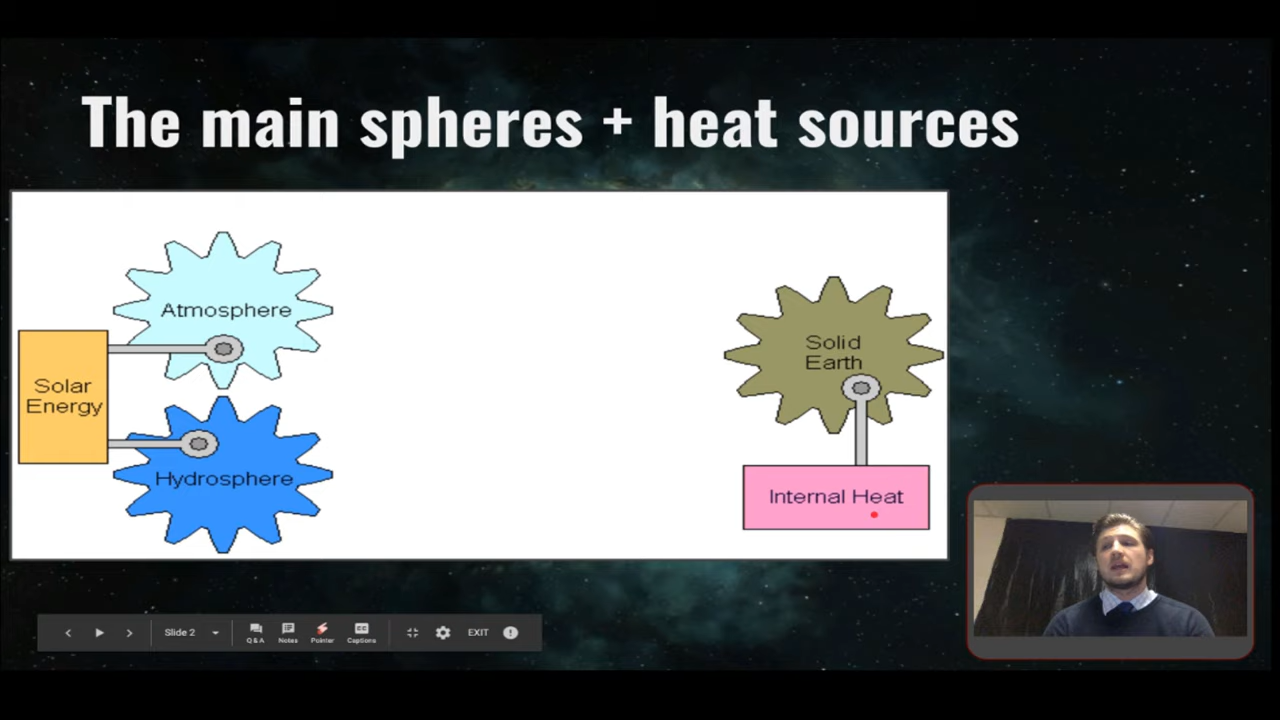 The main spheres + heat sources
Atmosphere
Solar
Energy
Hydrosphere
Solid
Earth
Internal Heat
Slide 2
Q&A
Notes
Pointer
CC
Captions
EXIT